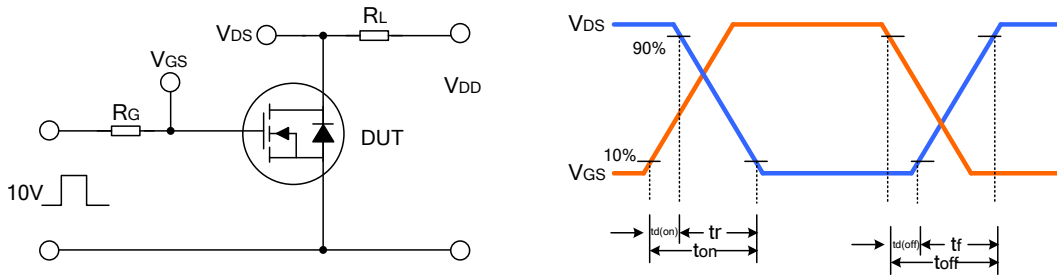 VDS
RL
VGS
VDD
RG
DUT
10V
VDS
90%
10%
VGS
td(on)
tr
ton
td(off)
tf
toff